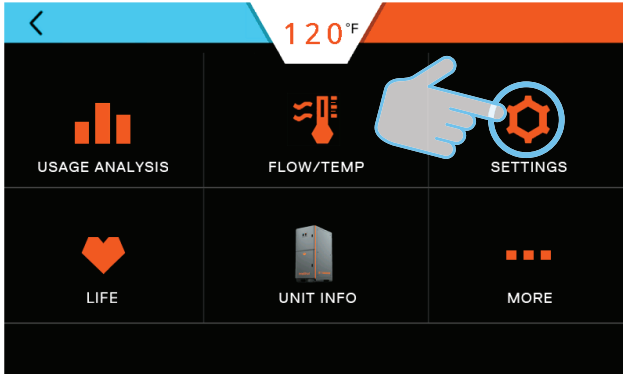 120°F
USAGE ANALYSIS
FLOW/TEMP
SETTINGS
LIFE
UNIT INFO
MORE